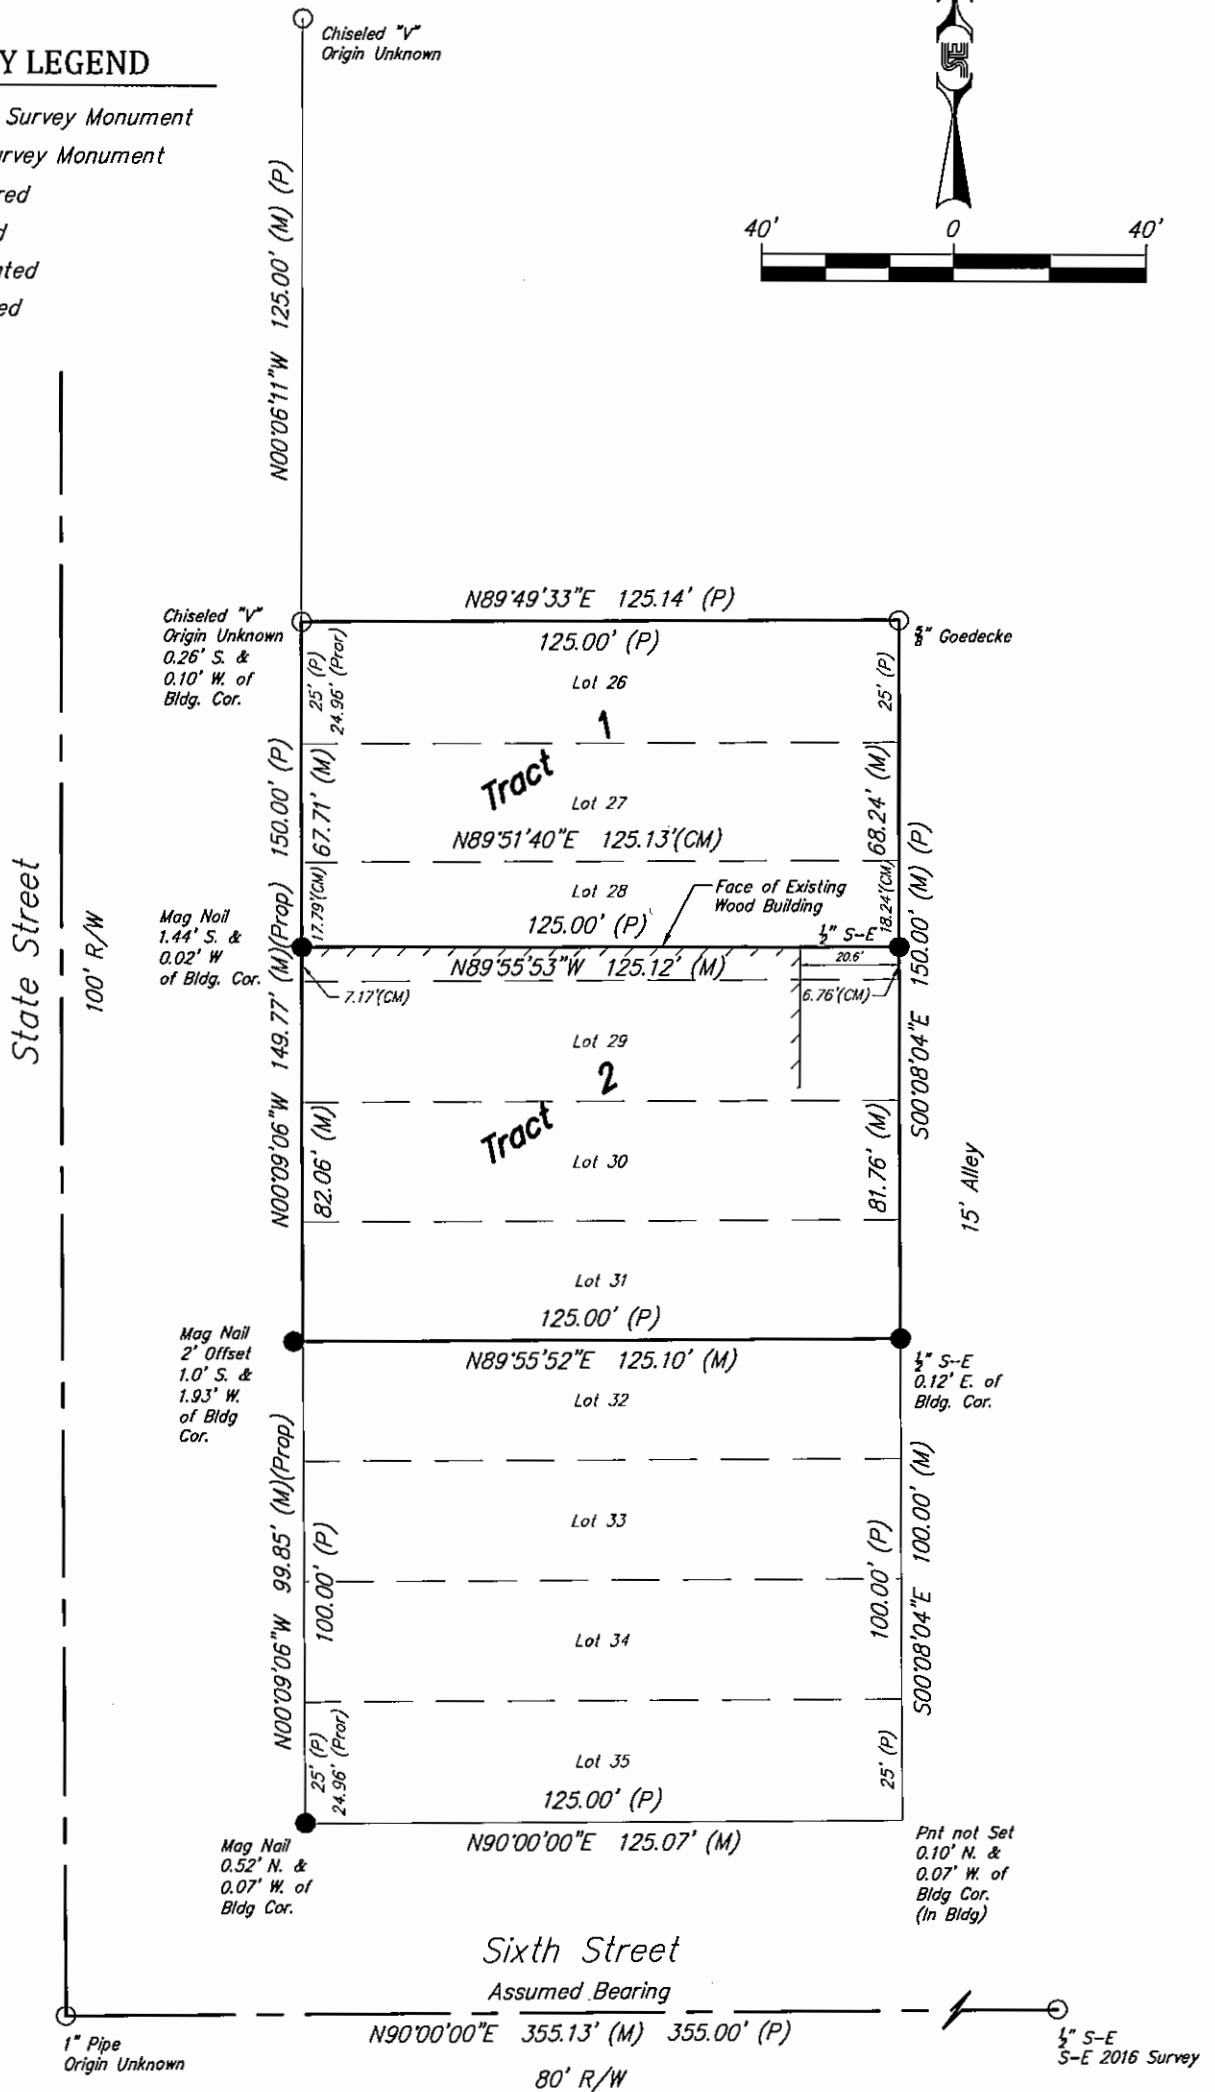 Chiseled "V"
Origin Unknown
Y LEGEND
Survey Monument
rvey Monument
red
d
ated
ed
SE
40' 0 40'
N00°06'11"W 125.00' (M) (P)
N89°49'33"E 125.14' (P)
125.00' (P)
Chiseled "V"
Origin Unknown
0.26' S. &
0.10' W. of
Bldg. Cor.
5/8" Goedecke
25' (P)
24.96' (Pror)
Lot 26
25' (P)
Tract 1
Lot 27
150.00' (P)
67.71' (M)
68.24' (M)
N89°51'40"E 125.13'(CM)
17.79'(CM)
Lot 28
18.24'(CM)
Face of Existing
Wood Building
125.00' (P)
1/2" S-E
Mag Nail
1.44' S. &
0.02' W
of Bldg. Cor.
N89°55'53"W 125.12' (M)
20.6'
7.17'(CM)
6.76'(CM)
State Street
100' R/W
N00°09'06"W 149.77' (M)(Prop)
S00°08'04"E 150.00' (M) (P)
Lot 29
Tract 2
82.06' (M)
Lot 30
81.76' (M)
15' Alley
Lot 31
125.00' (P)
Mag Nail
2' Offset
1.0' S. &
1.93' W.
of Bldg
Cor.
N89°55'52"E 125.10' (M)
1/2" S-E
0.12' E. of
Bldg. Cor.
Lot 32
N00°09'06"W 99.85' (M)(Prop)
100.00' (P)
Lot 33
100.00' (P)
S00°08'04"E 100.00' (M)
Lot 34
25' (P)
24.96' (Pror)
Lot 35
25' (P)
125.00' (P)
N90°00'00"E 125.07' (M)
Mag Nail
0.52' N. &
0.07' W. of
Bldg Cor.
Pnt not Set
0.10' N. &
0.07' W. of
Bldg Cor.
(In Bldg)
Sixth Street
Assumed Bearing
N90°00'00"E 355.13' (M) 355.00' (P)
80' R/W
1" Pipe
Origin Unknown
1/2" S-E
S-E 2016 Survey